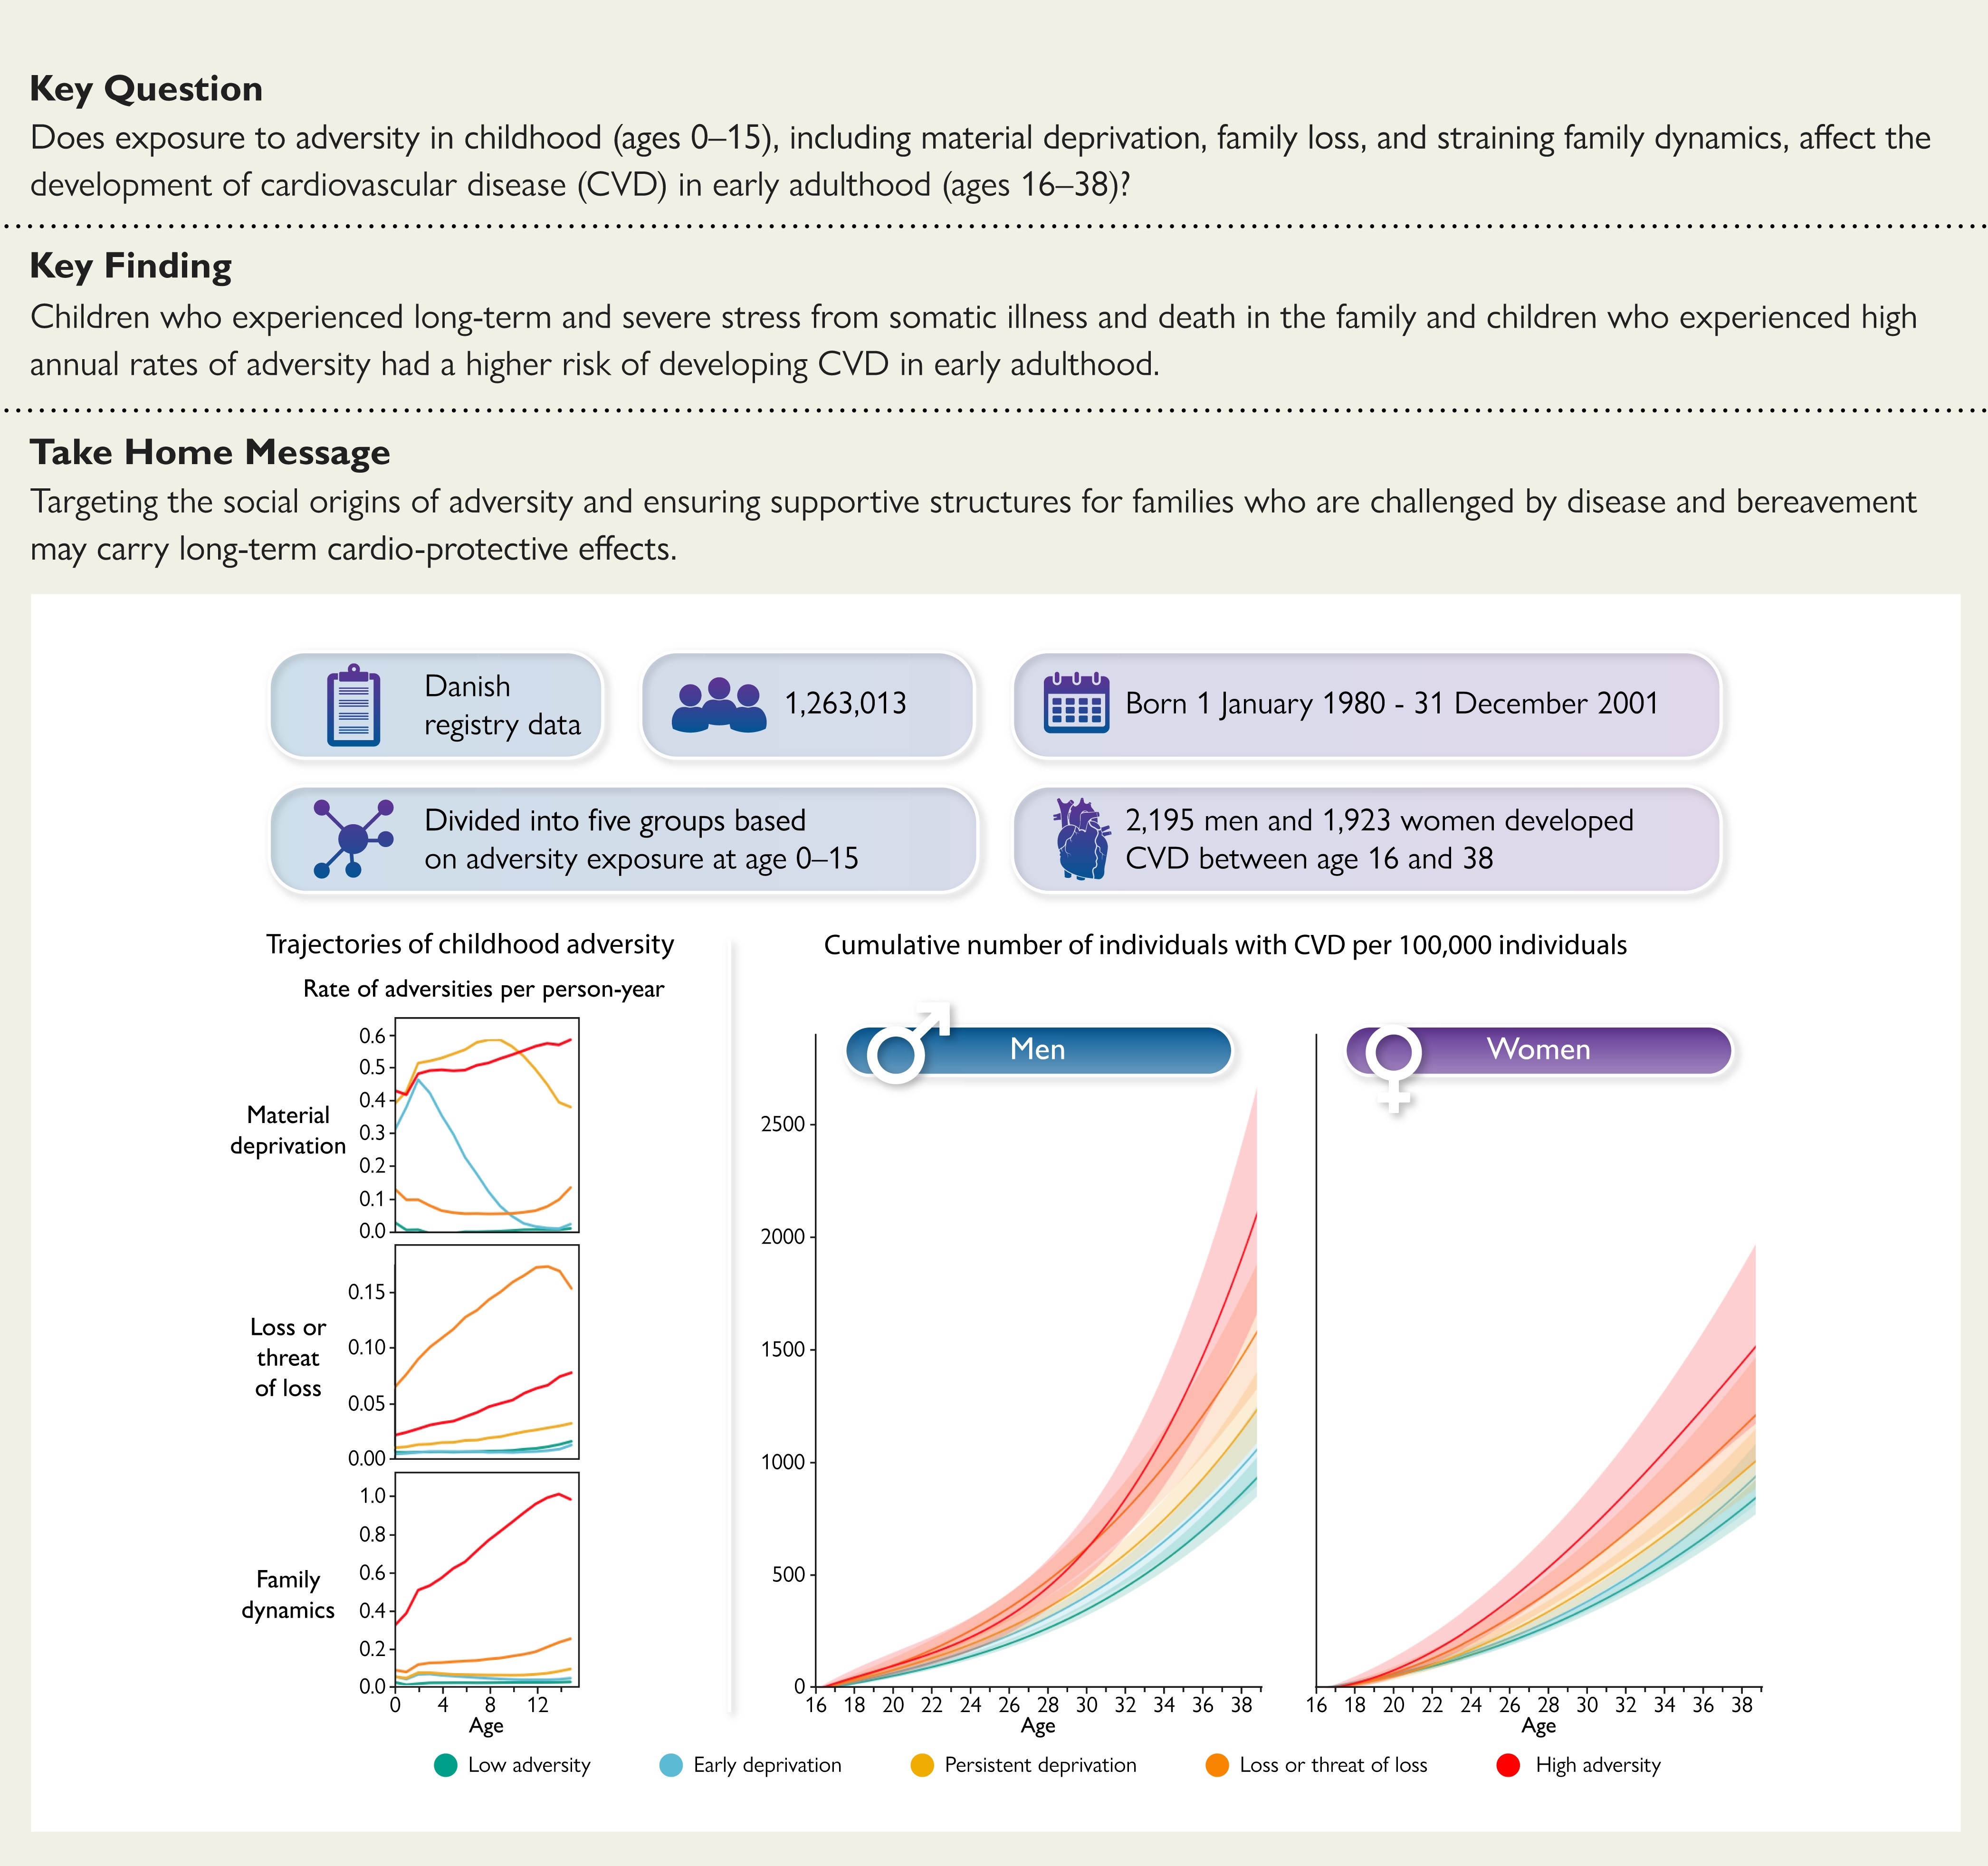 Key Question
Does exposure to adversity in childhood (ages 0–15), including material deprivation, family loss, and straining family dynamics, affect the
development of cardiovascular disease (CVD) in early adulthood (ages 16–38)?
Key Finding
Children who experienced long-term and severe stress from somatic illness and death in the family and children who experienced high
annual rates of adversity had a higher risk of developing CVD in early adulthood.
Take Home Message
Targeting the social origins of adversity and ensuring supportive structures for families who are challenged by disease and bereavement
may carry long-term cardio-protective effects.
Danish
registry data
1,263,013
Born 1 January 1980 - 31 December 2001
Divided into five groups based
on adversity exposure at age 0–15
2,195 men and 1,923 women developed
CVD between age 16 and 38
Trajectories of childhood adversity
Rate of adversities per person-year
Material
deprivation
0.6
0.5
0.4
0.3
0.2
0.1
0.0
Loss or
threat
of loss
0.15
0.10
0.05
0.00
Family
dynamics
1.0
0.8
0.6
0.4
0.2
0.0
0 4 8 12
Age
Cumulative number of individuals with CVD per 100,000 individuals
Men
2500
2000
1500
1000
500
0
16 18 20 22 24 26 28 30 32 34 36 38
Age
Women
16 18 20 22 24 26 28 30 32 34 36 38
Age
Low adversity
Early deprivation
Persistent deprivation
Loss or threat of loss
High adversity